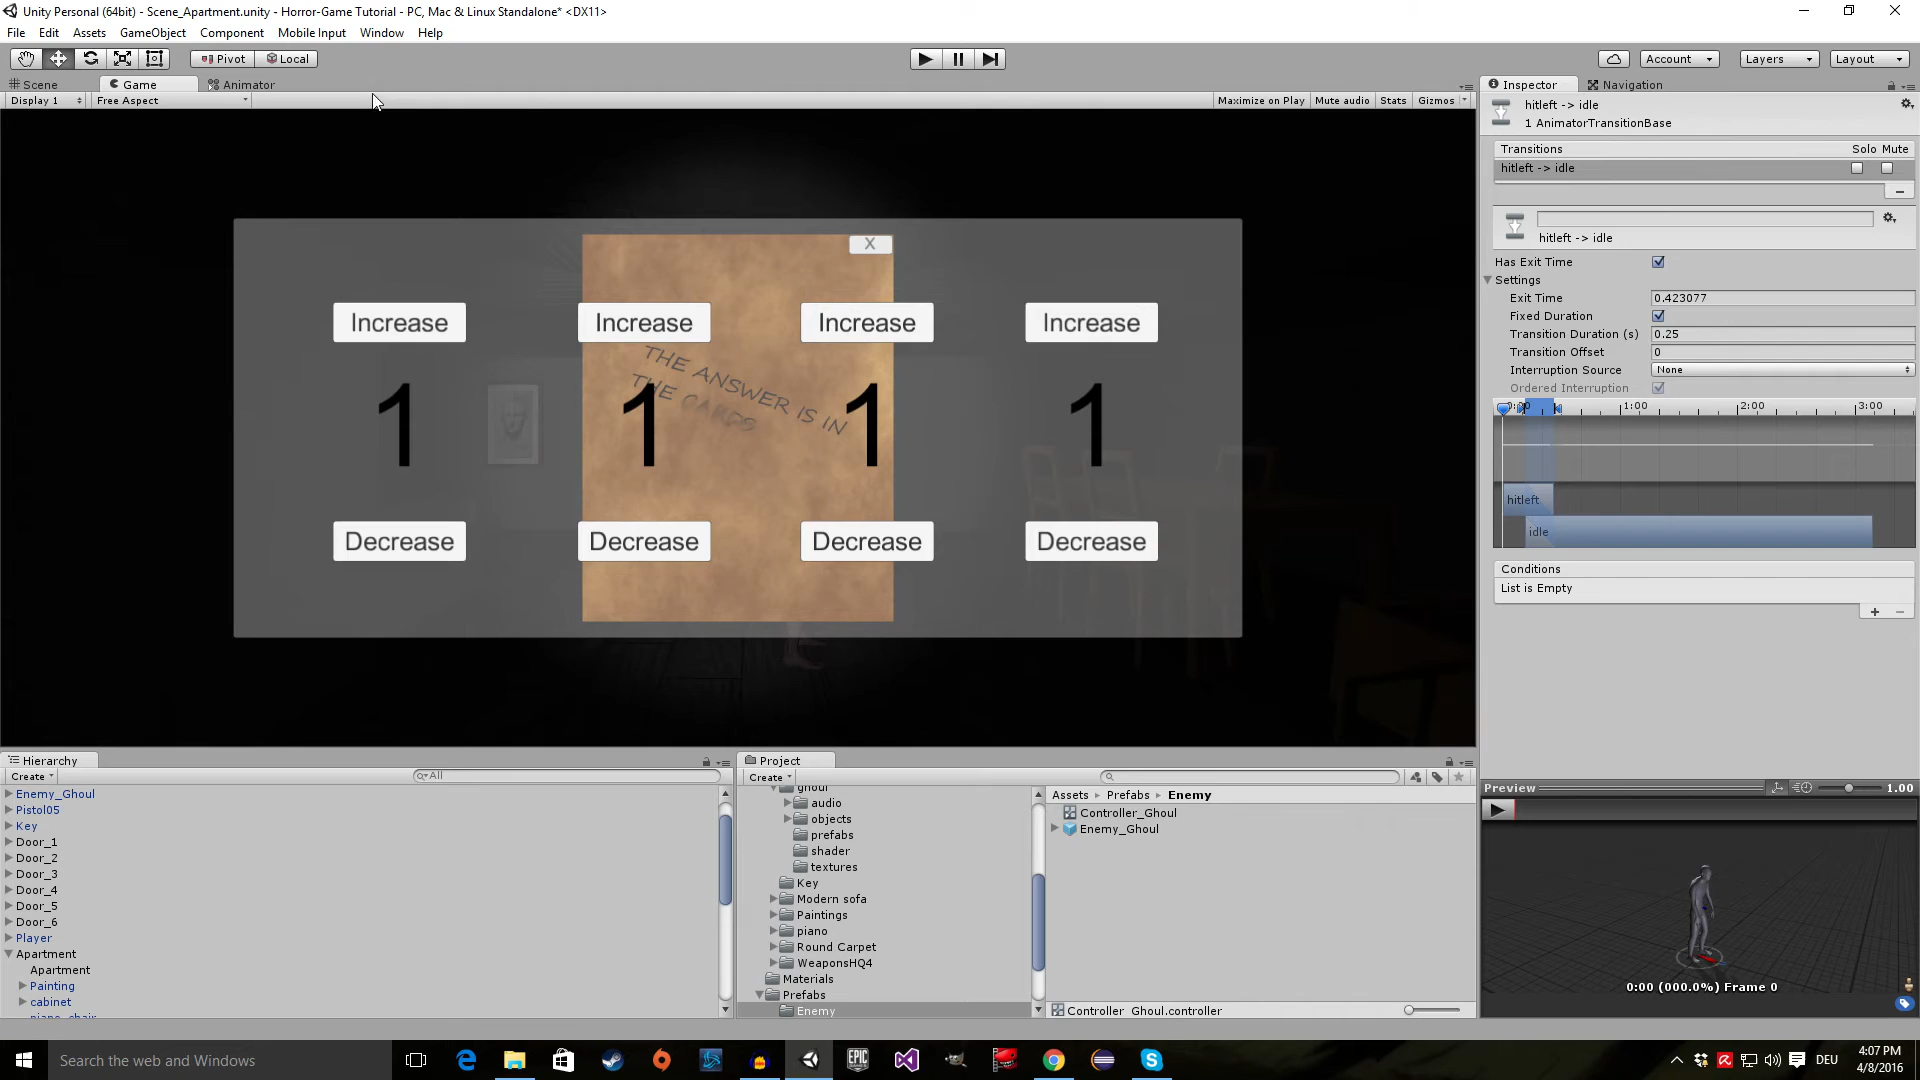 Unity Personal (64bit) - Scene_Apartment.unity - Horror-Game Tutorial - PC, Mac & Linux Standalone* <DX11>
File Edit Assets GameObject Component Mobile Input Window Help
Pivot Local Account Layers Layout
Scene Game Animator
Display 1 Free Aspect Maximize on Play Mute audio Stats Gizmos
X
Increase Increase Increase Increase
THE ANSWER IS IN
THE CARDS
1 1 1 1
Decrease Decrease Decrease Decrease
Inspector Navigation
hitleft -> idle
1 AnimatorTransitionBase
Transitions Solo Mute
hitleft -> idle
hitleft -> idle
Has Exit Time
Settings
Exit Time 0.423077
Fixed Duration
Transition Duration (s) 0.25
Transition Offset 0
Interruption Source None
Ordered Interruption
1:00 2:00 3:00
hitleft
idle
Conditions
List is Empty
+ −
Preview 1.00
0:00 (000.0%) Frame 0
Hierarchy
Create All
Enemy_Ghoul
Pistol05
Key
Door_1
Door_2
Door_3
Door_4
Door_5
Door_6
Player
Apartment
Apartment
Painting
cabinet
piano_chair
Project
Create
ghoul
audio
objects
prefabs
shader
textures
Key
Modern sofa
Paintings
piano
Round Carpet
WeaponsHQ4
Materials
Prefabs
Enemy
Assets Prefabs Enemy
Controller_Ghoul
Enemy_Ghoul
Controller_Ghoul.controller
Search the web and Windows
EPIC GAMES
DEU
4:07 PM
4/8/2016